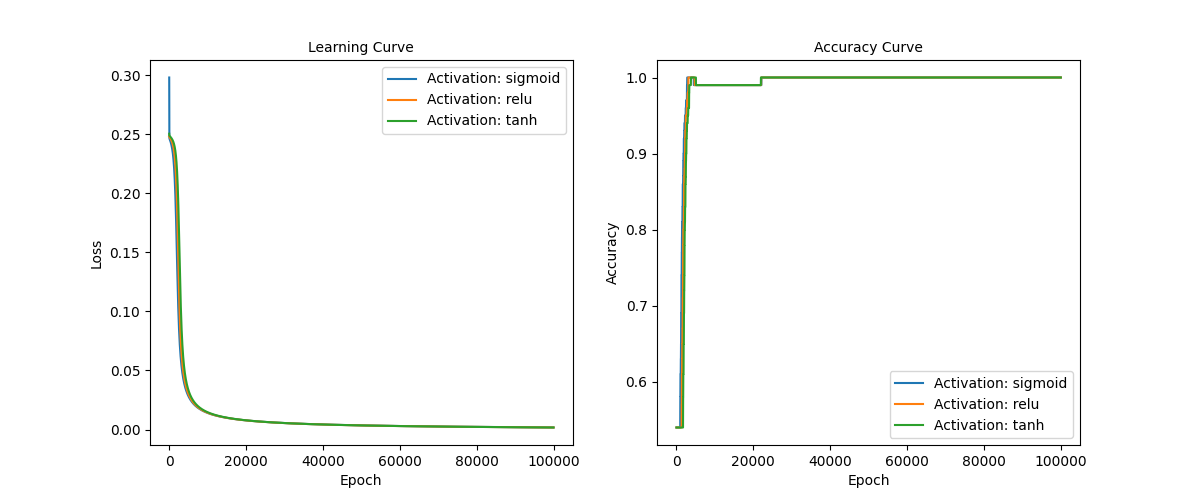 Learning Curve
0.30
0.25
0.20
0.15
0.10
0.05
0.00
Loss
0 20000 40000 60000 80000 100000
Epoch
Activation: sigmoid
Activation: relu
Activation: tanh
Accuracy Curve
1.0
0.9
0.8
0.7
0.6
Accuracy
0 20000 40000 60000 80000 100000
Epoch
Activation: sigmoid
Activation: relu
Activation: tanh